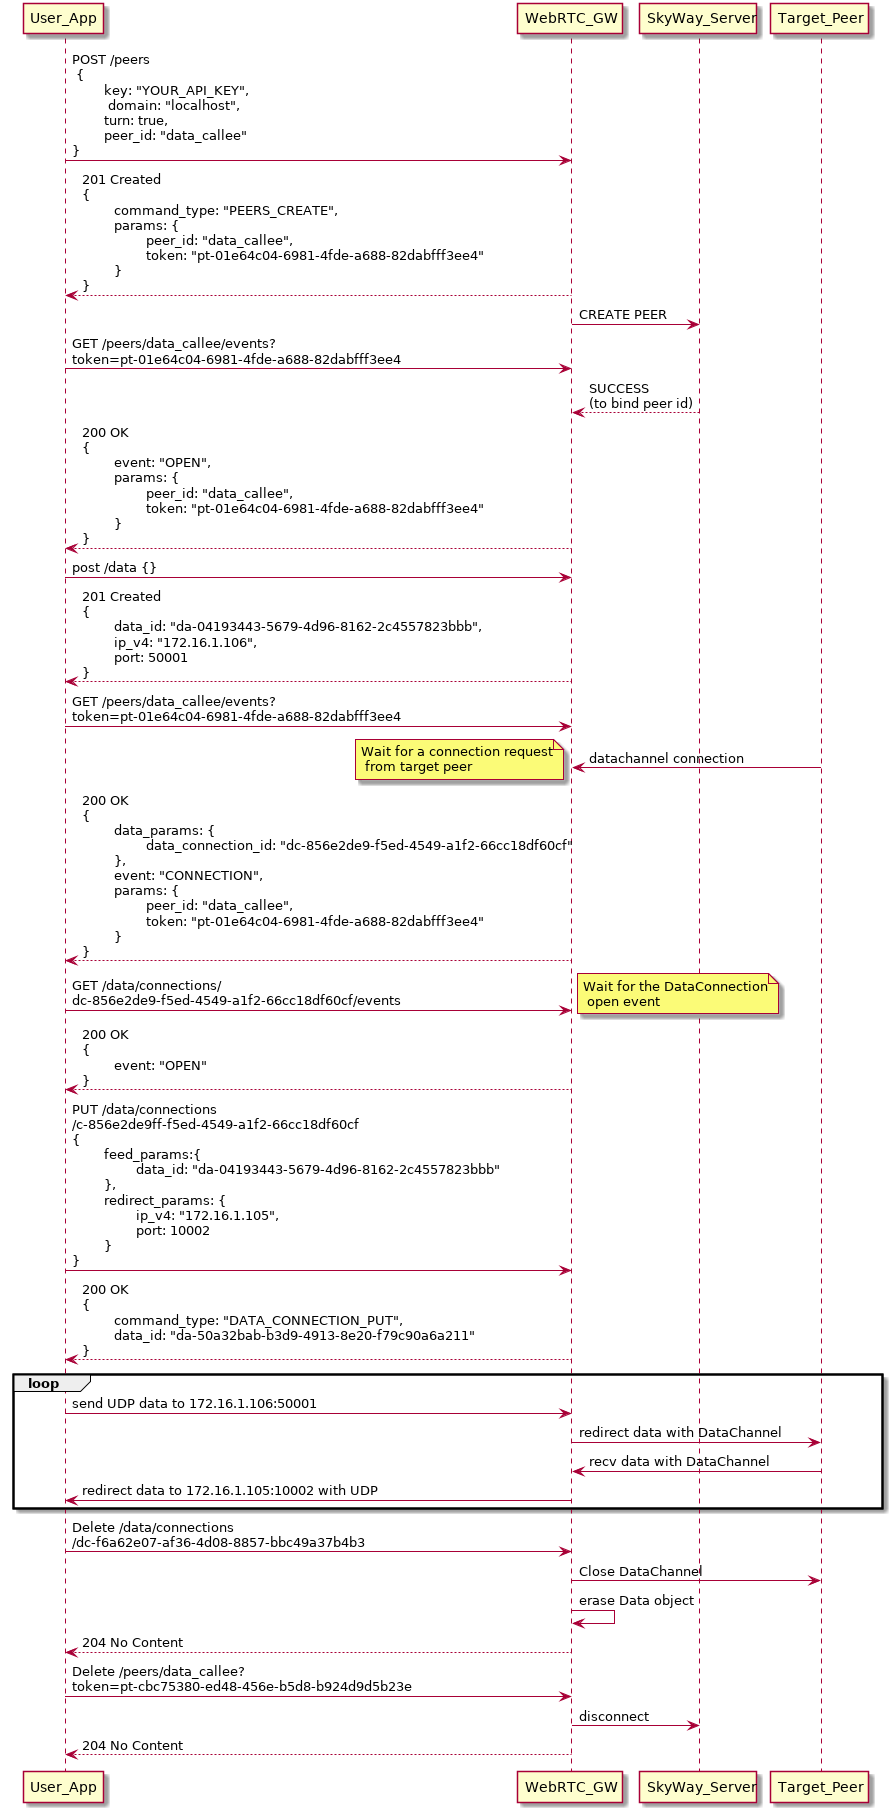 User_App
WebRTC_GW
SkyWay_Server
Target_Peer
POST /peers
{
key: "YOUR_API_KEY",
domain: "localhost",
turn: true,
peer_id: "data_callee"
}
201 Created
{
command_type: "PEERS_CREATE",
params: {
peer_id: "data_callee",
token: "pt-01e64c04-6981-4fde-a688-82dabfff3ee4"
}
}
CREATE PEER
GET /peers/data_callee/events?
token=pt-01e64c04-6981-4fde-a688-82dabfff3ee4
SUCCESS
(to bind peer id)
200 OK
{
event: "OPEN",
params: {
peer_id: "data_callee",
token: "pt-01e64c04-6981-4fde-a688-82dabfff3ee4"
}
}
post /data {}
201 Created
{
data_id: "da-04193443-5679-4d96-8162-2c4557823bbb",
ip_v4: "172.16.1.106",
port: 50001
}
GET /peers/data_callee/events?
token=pt-01e64c04-6981-4fde-a688-82dabfff3ee4
Wait for a connection request
from target peer
datachannel connection
200 OK
{
data_params: {
data_connection_id: "dc-856e2de9-f5ed-4549-a1f2-66cc18df60cf"
},
event: "CONNECTION",
params: {
peer_id: "data_callee",
token: "pt-01e64c04-6981-4fde-a688-82dabfff3ee4"
}
}
GET /data/connections/
dc-856e2de9-f5ed-4549-a1f2-66cc18df60cf/events
Wait for the DataConnection
open event
200 OK
{
event: "OPEN"
}
PUT /data/connections
/c-856e2de9ff-f5ed-4549-a1f2-66cc18df60cf
{
feed_params:{
data_id: "da-04193443-5679-4d96-8162-2c4557823bbb"
},
redirect_params: {
ip_v4: "172.16.1.105",
port: 10002
}
}
200 OK
{
command_type: "DATA_CONNECTION_PUT",
data_id: "da-50a32bab-b3d9-4913-8e20-f79c90a6a211"
}
loop
send UDP data to 172.16.1.106:50001
redirect data with DataChannel
recv data with DataChannel
redirect data to 172.16.1.105:10002 with UDP
Delete /data/connections
/dc-f6a62e07-af36-4d08-8857-bbc49a37b4b3
Close DataChannel
erase Data object
204 No Content
Delete /peers/data_callee?
token=pt-cbc75380-ed48-456e-b5d8-b924d9d5b23e
disconnect
204 No Content
User_App
WebRTC_GW
SkyWay_Server
Target_Peer